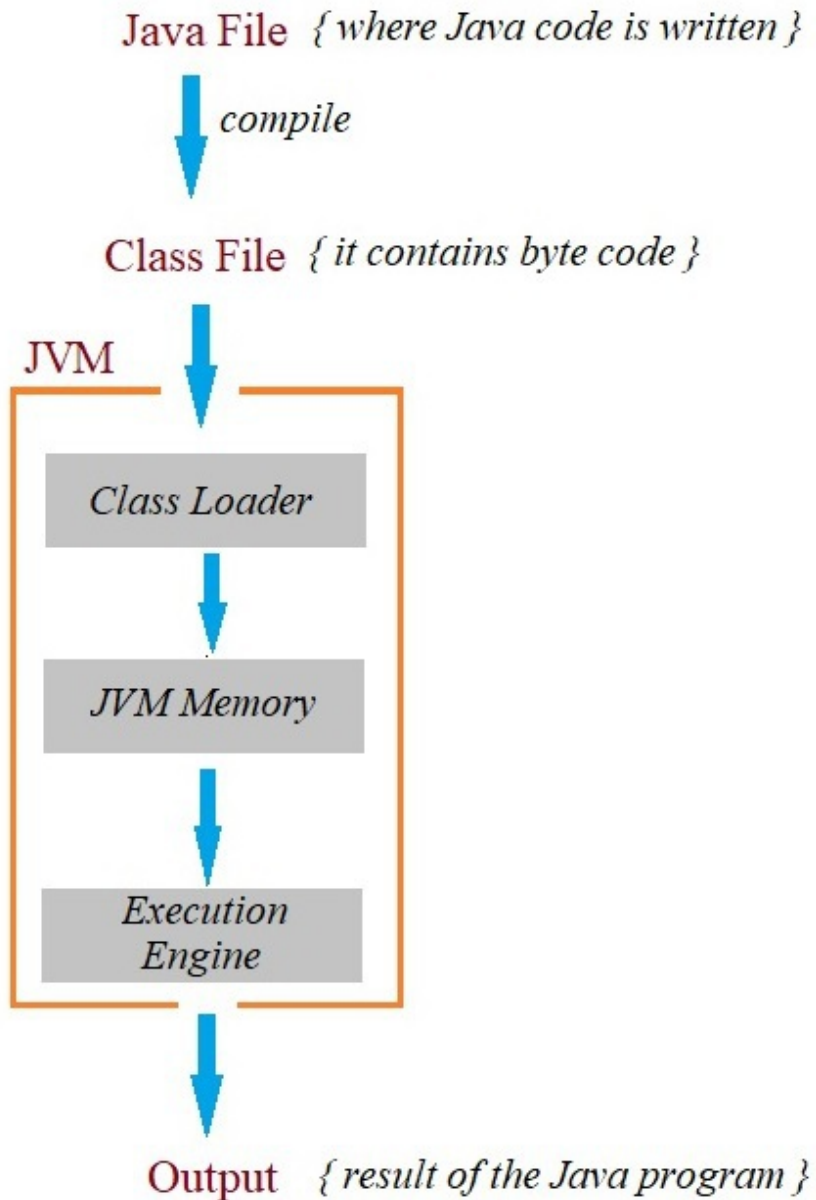 Java File { where Java code is written }
compile
Class File { it contains byte code }
JVM
Class Loader
JVM Memory
Execution
Engine
Output { result of the Java program }